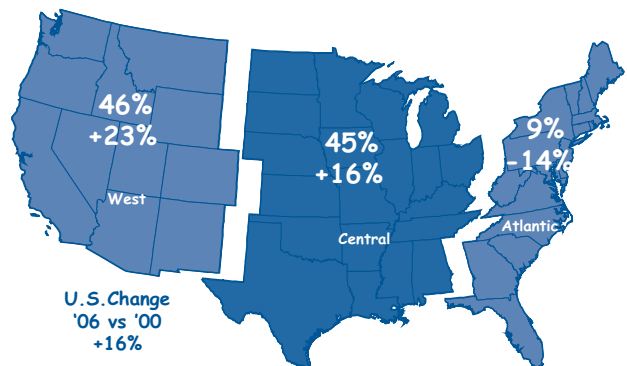 46%
+23%
West
45%
+16%
Central
9%
-14%
Atlantic
U.S.Change
'06 vs '00
+16%